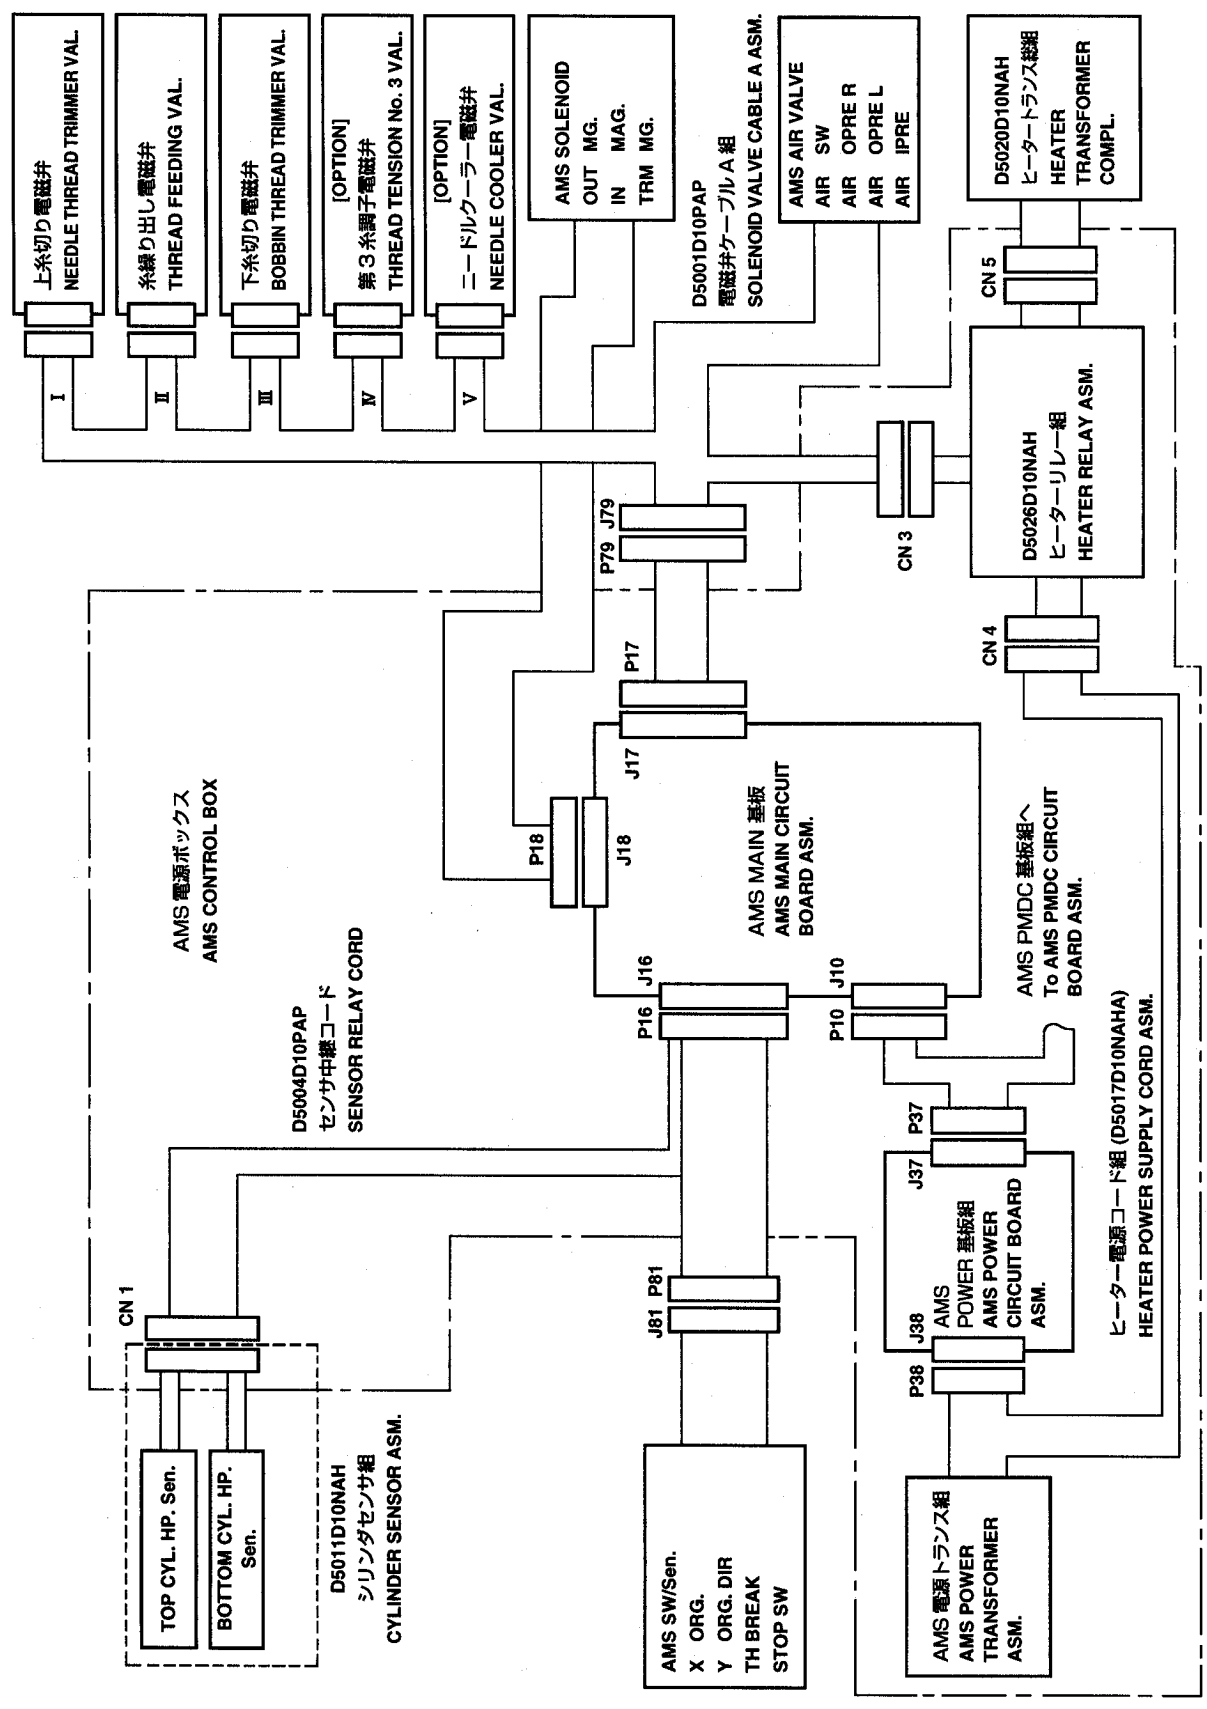 上糸切り電磁弁
NEEDLE THREAD TRIMMER VAL.
糸繰り出し電磁弁
THREAD FEEDING VAL.
下糸切り電磁弁
BOBBIN THREAD TRIMMER VAL.
[OPTION]
第3糸調子電磁弁
THREAD TENSION No. 3 VAL.
[OPTION]
ニードルクーラー電磁弁
NEEDLE COOLER VAL.
I
II
III
IV
V
AMS SOLENOID
OUT MG.
IN MAG.
TRM MG.
D5001D10PAP
電磁弁ケーブルA組
SOLENOID VALVE CABLE A ASM.
AMS AIR VALVE
AIR SW
AIR OPRE R
AIR OPRE L
AIR IPRE
D5020D10NAH
ヒータートランス総組
HEATER
TRANSFORMER
COMPL.
CN 5
D5026D10NAH
ヒーターリレー組
HEATER RELAY ASM.
CN 3
CN 4
J79
P79
P17
J17
P18
J18
AMS 電源ボックス
AMS CONTROL BOX
AMS MAIN 基板
AMS MAIN CIRCUIT
BOARD ASM.
J16
P16
J10
P10
AMS PMDC 基板組へ
To AMS PMDC CIRCUIT
BOARD ASM.
D5004D10PAP
センサ中継コード
SENSOR RELAY CORD
P37
J37
AMS
POWER 基板組
AMS POWER
CIRCUIT BOARD
ASM.
J38
P38
ヒーター電源コード組 (D5017D10NAHA)
HEATER POWER SUPPLY CORD ASM.
CN 1
P81
J81
TOP CYL. HP. Sen.
BOTTOM CYL. HP.
Sen.
D5011D10NAH
シリンダセンサ組
CYLINDER SENSOR ASM.
AMS SW/Sen.
X ORG.
Y ORG. DIR
TH BREAK
STOP SW
AMS 電源トランス組
AMS POWER
TRANSFORMER
ASM.